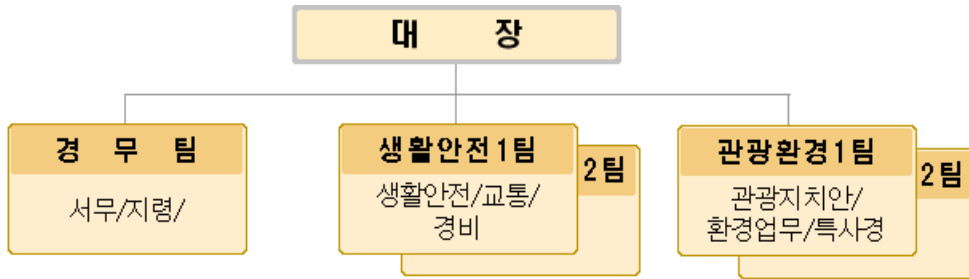 대 장
경 무 팀
서무/지령/
생활안전1팀
2팀
생활안전/교통/
경비
관광환경1팀
2팀
관광지치안/
환경업무/특사경